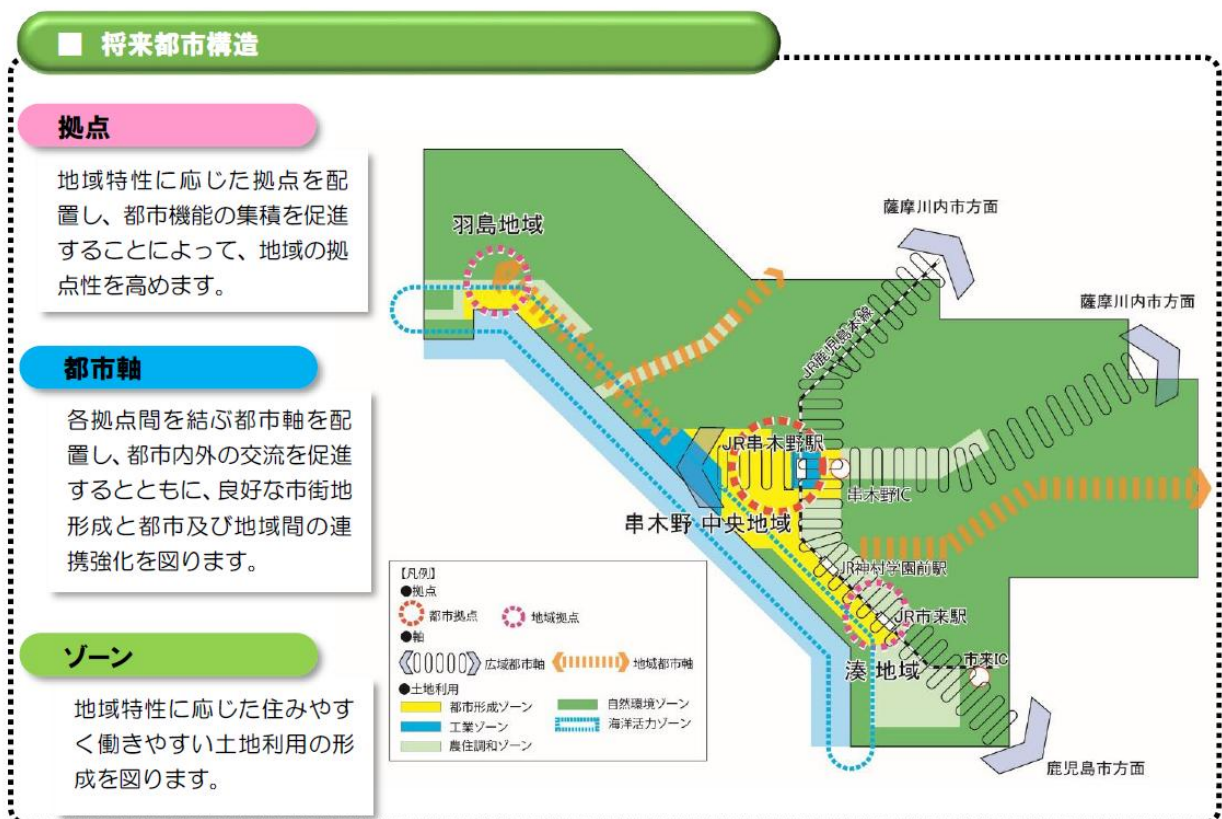 ■ 将来都市構造
拠点
地域特性に応じた拠点を配
置し、都市機能の集積を促進
することによって、地域の拠
点性を高めます。
都市軸
各拠点間を結ぶ都市軸を配
置し、都市内外の交流を促進
するとともに、良好な市街地
形成と都市及び地域間の連
携強化を図ります。
ゾーン
地域特性に応じた住みやす
く働きやすい土地利用の形
成を図ります。
羽島地域
薩摩川内市方面
薩摩川内市方面
JR鹿児島本線
JR串木野駅
串木野IC
串木野 中央地域
JR神村学園前駅
JR市来駅
湊 地域
市来IC
鹿児島市方面
【凡例】
●拠点
都市拠点
地域拠点
●軸
広域都市軸
地域都市軸
●土地利用
都市形成ゾーン
自然環境ゾーン
工業ゾーン
海洋活力ゾーン
農住調和ゾーン